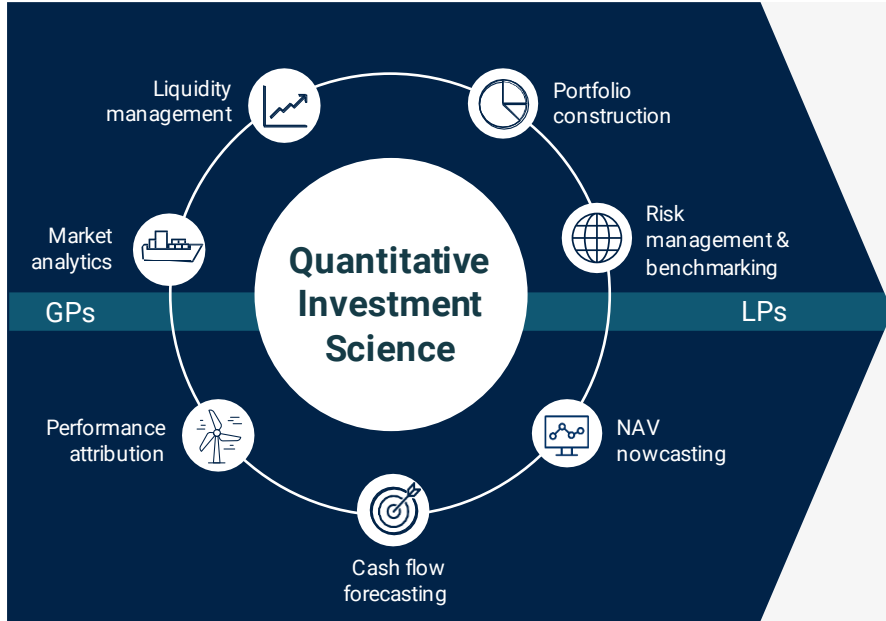 Liquidity
management
Portfolio
construction
Market
analytics
Risk
management &
benchmarking
Quantitative
Investment
Science
GPs
LPs
Performance
attribution
NAV
nowcasting
Cash flow
forecasting